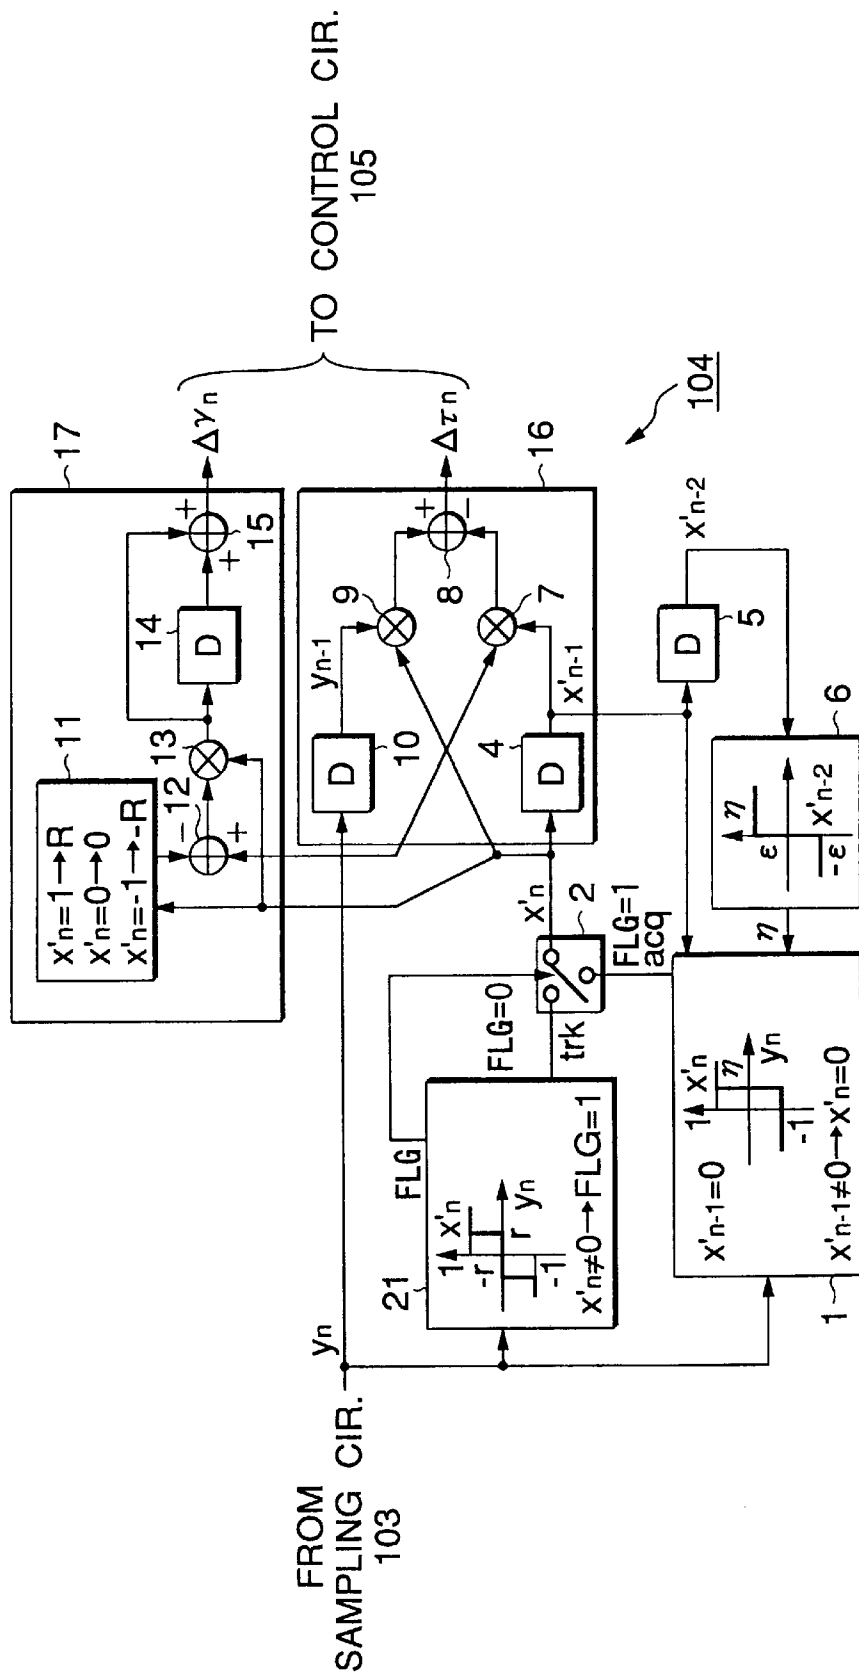 FROM
SAMPLING CIR.
103
yn
21
1
x'n
-r
r
yn
-1
x'n≠0→FLG=1
FLG
FLG=0
trk
2
x'n
FLG=1
acq
1
x'n-1=0
1
x'n
η
yn
-1
x'n-1≠0→x'n=0
η
6
η
ε
x'n-2
-ε
5
D
x'n-2
11
x'n=1→R
x'n=0→0
x'n=-1→-R
12
-
+
13
14
D
+
+
15
17
Δγn
10
D
yn-1
4
D
x'n-1
9
7
8
+
-
16
Δτn
TO CONTROL CIR.
105
104